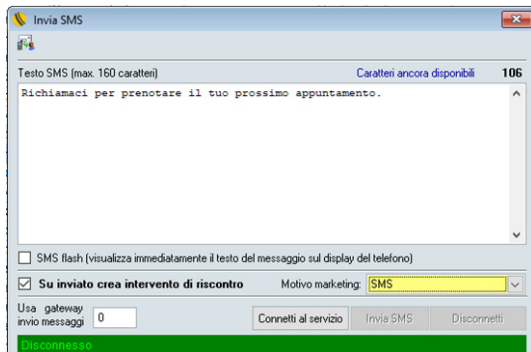 Invia SMS
Testo SMS (max. 160 caratteri) Caratteri ancora disponibili 106
Richiamaci per prenotare il tuo prossimo appuntamento.
SMS flash (visualizza immediatamente il testo del messaggio sul display del telefono)
Su inviato crea intervento di riscontro Motivo marketing: SMS
Usa gateway
invio messaggi 0 Connetti al servizio Invia SMS Disconnetti
Disconnesso